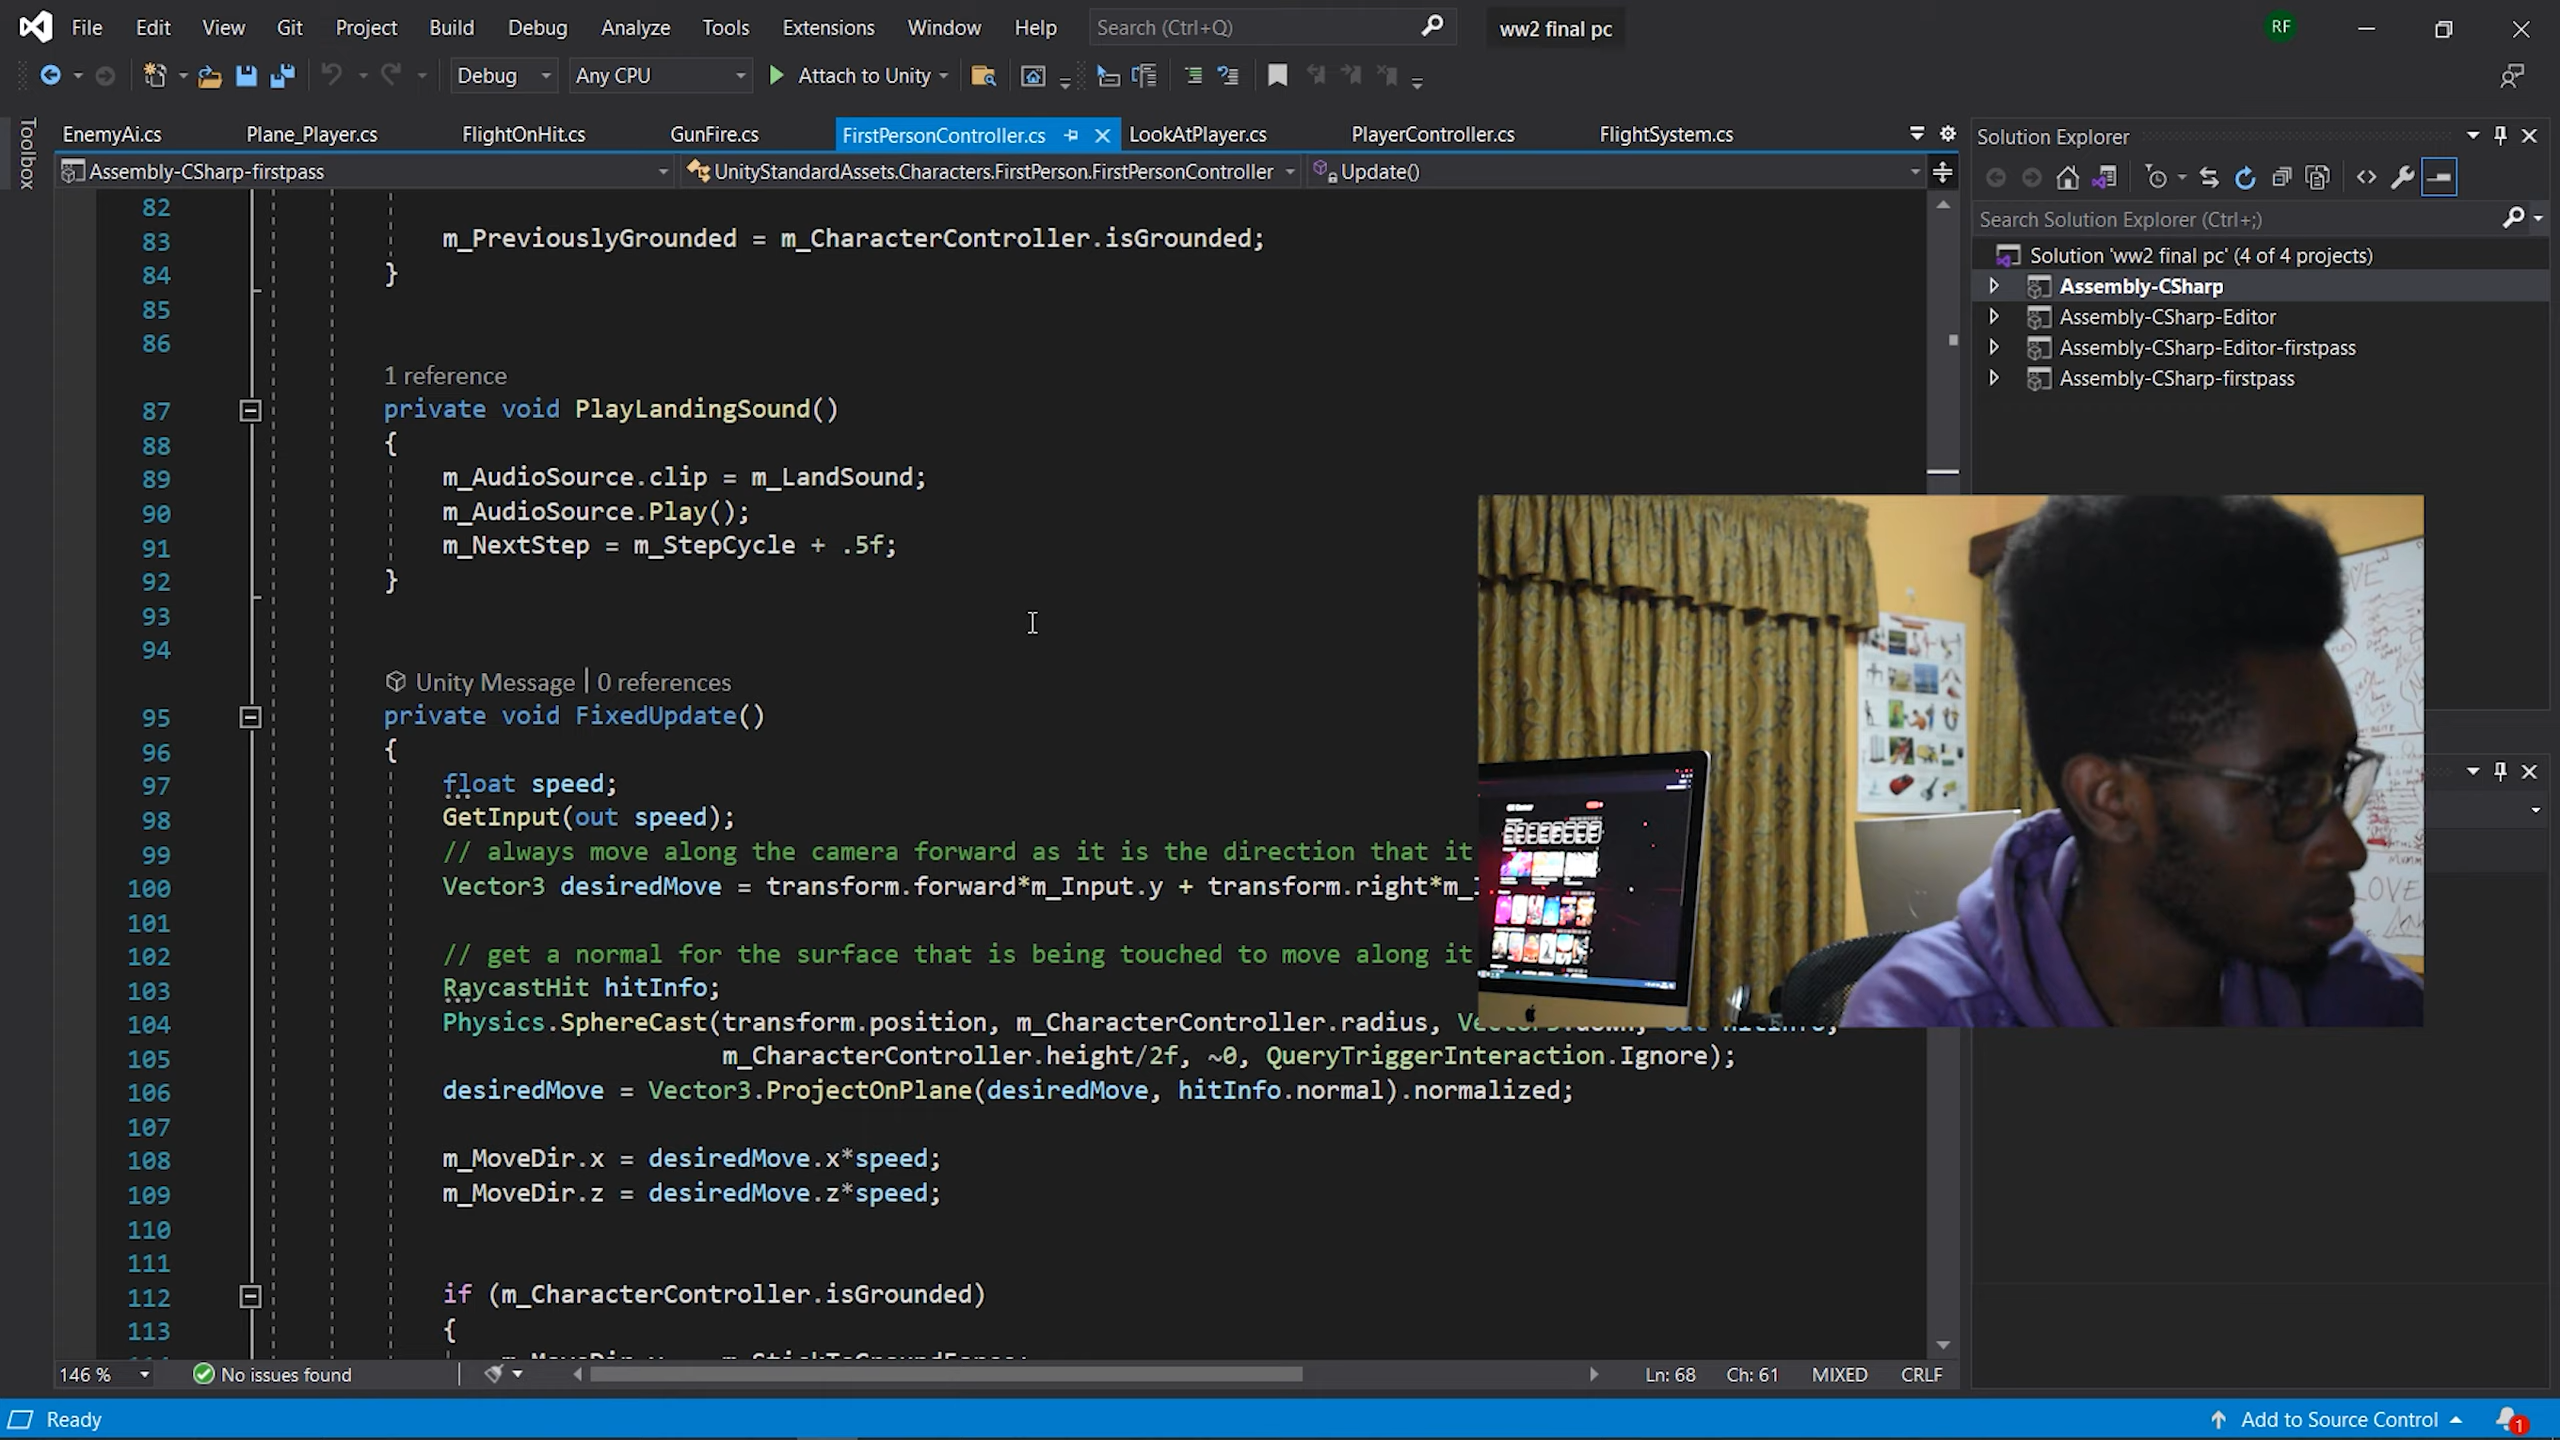 File Edit View Git Project Build Debug Analyze Tools Extensions Window Help Search (Ctrl+Q) ww2 final pc RF
Debug Any CPU Attach to Unity
Toolbox
EnemyAi.cs Plane_Player.cs FlightOnHit.cs GunFire.cs FirstPersonController.cs LookAtPlayer.cs PlayerController.cs FlightSystem.cs
Assembly-CSharp-firstpass UnityStandardAssets.Characters.FirstPerson.FirstPersonController Update()
82
83 m_PreviouslyGrounded = m_CharacterController.isGrounded;
84 }
85
86
1 reference
87 private void PlayLandingSound()
88 {
89 m_AudioSource.clip = m_LandSound;
90 m_AudioSource.Play();
91 m_NextStep = m_StepCycle + .5f;
92 }
93
94
Unity Message | 0 references
95 private void FixedUpdate()
96 {
97 float speed;
98 GetInput(out speed);
99 // always move along the camera forward as it is the direction that it
100 Vector3 desiredMove = transform.forward*m_Input.y + transform.right*m_
101
102 // get a normal for the surface that is being touched to move along it
103 RaycastHit hitInfo;
104 Physics.SphereCast(transform.position, m_CharacterController.radius,
105 m_CharacterController.height/2f, ~0, QueryTriggerInteraction.Ignore);
106 desiredMove = Vector3.ProjectOnPlane(desiredMove, hitInfo.normal).normalized;
107
108 m_MoveDir.x = desiredMove.x*speed;
109 m_MoveDir.z = desiredMove.z*speed;
110
111
112 if (m_CharacterController.isGrounded)
113 {
146 % No issues found Ln: 68 Ch: 61 MIXED CRLF
Ready Add to Source Control 1
Solution Explorer
Search Solution Explorer (Ctrl+;)
Solution 'ww2 final pc' (4 of 4 projects)
Assembly-CSharp
Assembly-CSharp-Editor
Assembly-CSharp-Editor-firstpass
Assembly-CSharp-firstpass